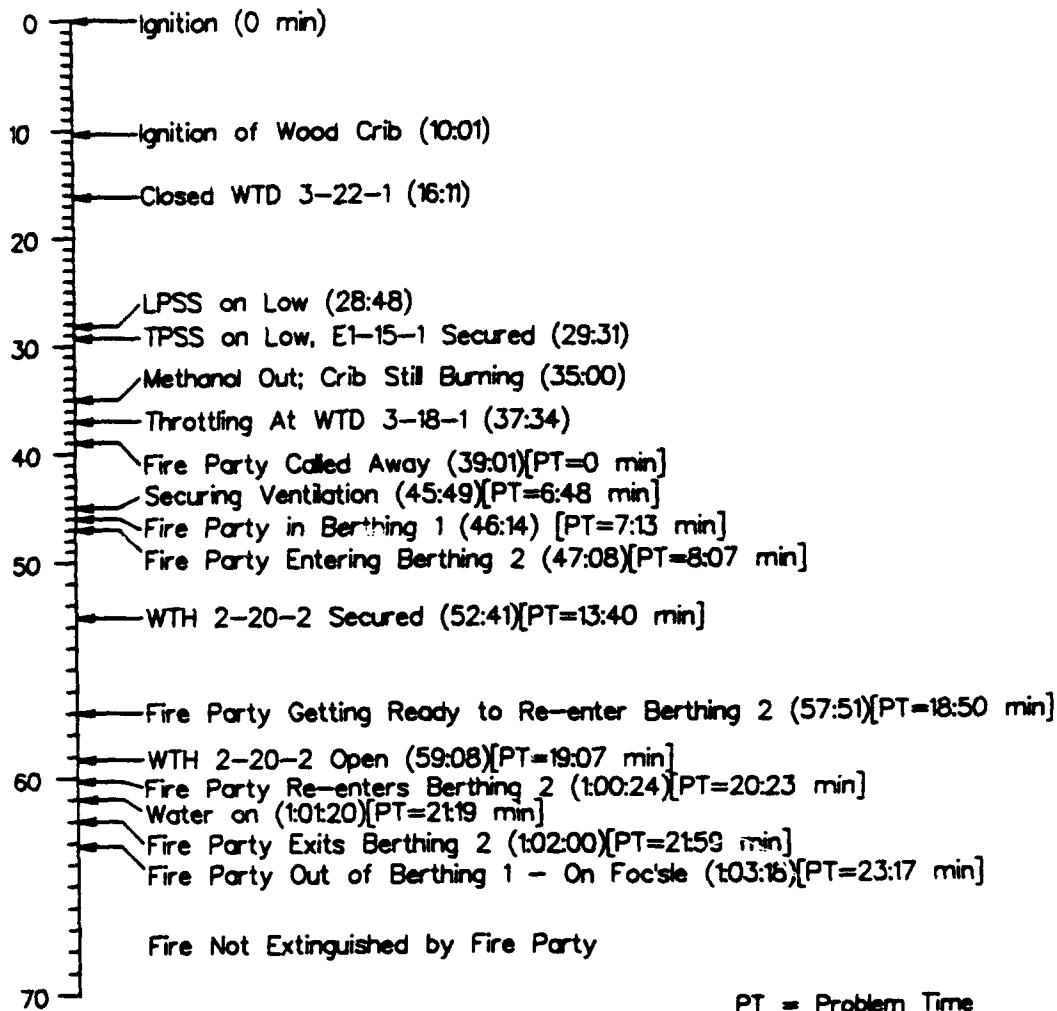 0 Ignition (0 min)
10 Ignition of Wood Crib (10:01)
Closed WTD 3-22-1 (16:11)
20
LPSS on Low (28:48)
TPSS on Low, E1-15-1 Secured (29:31)
30
Methanol Out; Crib Still Burning (35:00)
Throttling At WTD 3-18-1 (37:34)
40
Fire Party Called Away (39:01)[PT=0 min]
Securing Ventilation (45:49)[PT=6:48 min]
Fire Party in Berthing 1 (46:14) [PT=7:13 min]
Fire Party Entering Berthing 2 (47:08)[PT=8:07 min]
50
WTH 2-20-2 Secured (52:41)[PT=13:40 min]
Fire Party Getting Ready to Re-enter Berthing 2 (57:51)[PT=18:50 min]
WTH 2-20-2 Open (59:08)[PT=19:07 min]
60
Fire Party Re-enters Berthing 2 (1:00:24)[PT=20:23 min]
Water on (1:01:20)[PT=21:19 min]
Fire Party Exits Berthing 2 (1:02:00)[PT=21:59 min]
Fire Party Out of Berthing 1 - On Foc'sle (1:03:18)[PT=23:17 min]
Fire Not Extinguished by Fire Party
70
PT = Problem Time